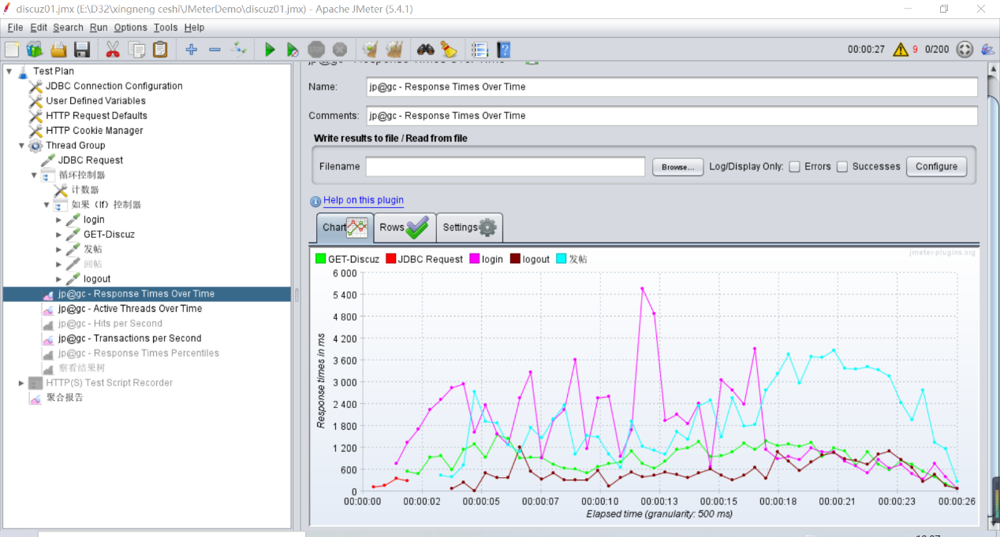 discuz01.jmx (E:\D32\xingneng ceshi\JMeterDemo\discuz01.jmx) - Apache JMeter (5.4.1)
File Edit Search Run Options Tools Help
00:00:27 9 0/200
Test Plan
JDBC Connection Configuration
User Defined Variables
HTTP Request Defaults
HTTP Cookie Manager
Thread Group
JDBC Request
循环控制器
计数器
如果（If）控制器
login
GET-Discuz
发帖
回帖
logout
jp@gc - Response Times Over Time
jp@gc - Active Threads Over Time
jp@gc - Hits per Second
jp@gc - Transactions per Second
jp@gc - Response Times Percentiles
察看结果树
HTTP(S) Test Script Recorder
聚合报告
jp@gc - Response Times Over Time
Name: jp@gc - Response Times Over Time
Comments: jp@gc - Response Times Over Time
Write results to file / Read from file
Filename Browse... Log/Display Only: Errors Successes Configure
Help on this plugin
Chart Rows Settings
jmeter-plugins.org
GET-Discuz JDBC Request login logout 发帖
6 000
5 400
4 800
4 200
3 600
3 000
2 400
1 800
1 200
600
0
Response times in ms
00:00:00 00:00:02 00:00:05 00:00:07 00:00:10 00:00:13 00:00:15 00:00:18 00:00:21 00:00:23 00:00:26
Elapsed time (granularity: 500 ms)